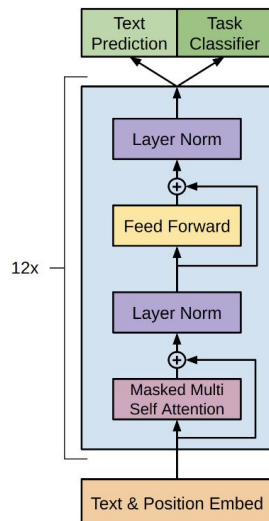 Text
Prediction
Task
Classifier
Layer Norm
Feed Forward
12x
Layer Norm
Masked Multi
Self Attention
Text & Position Embed